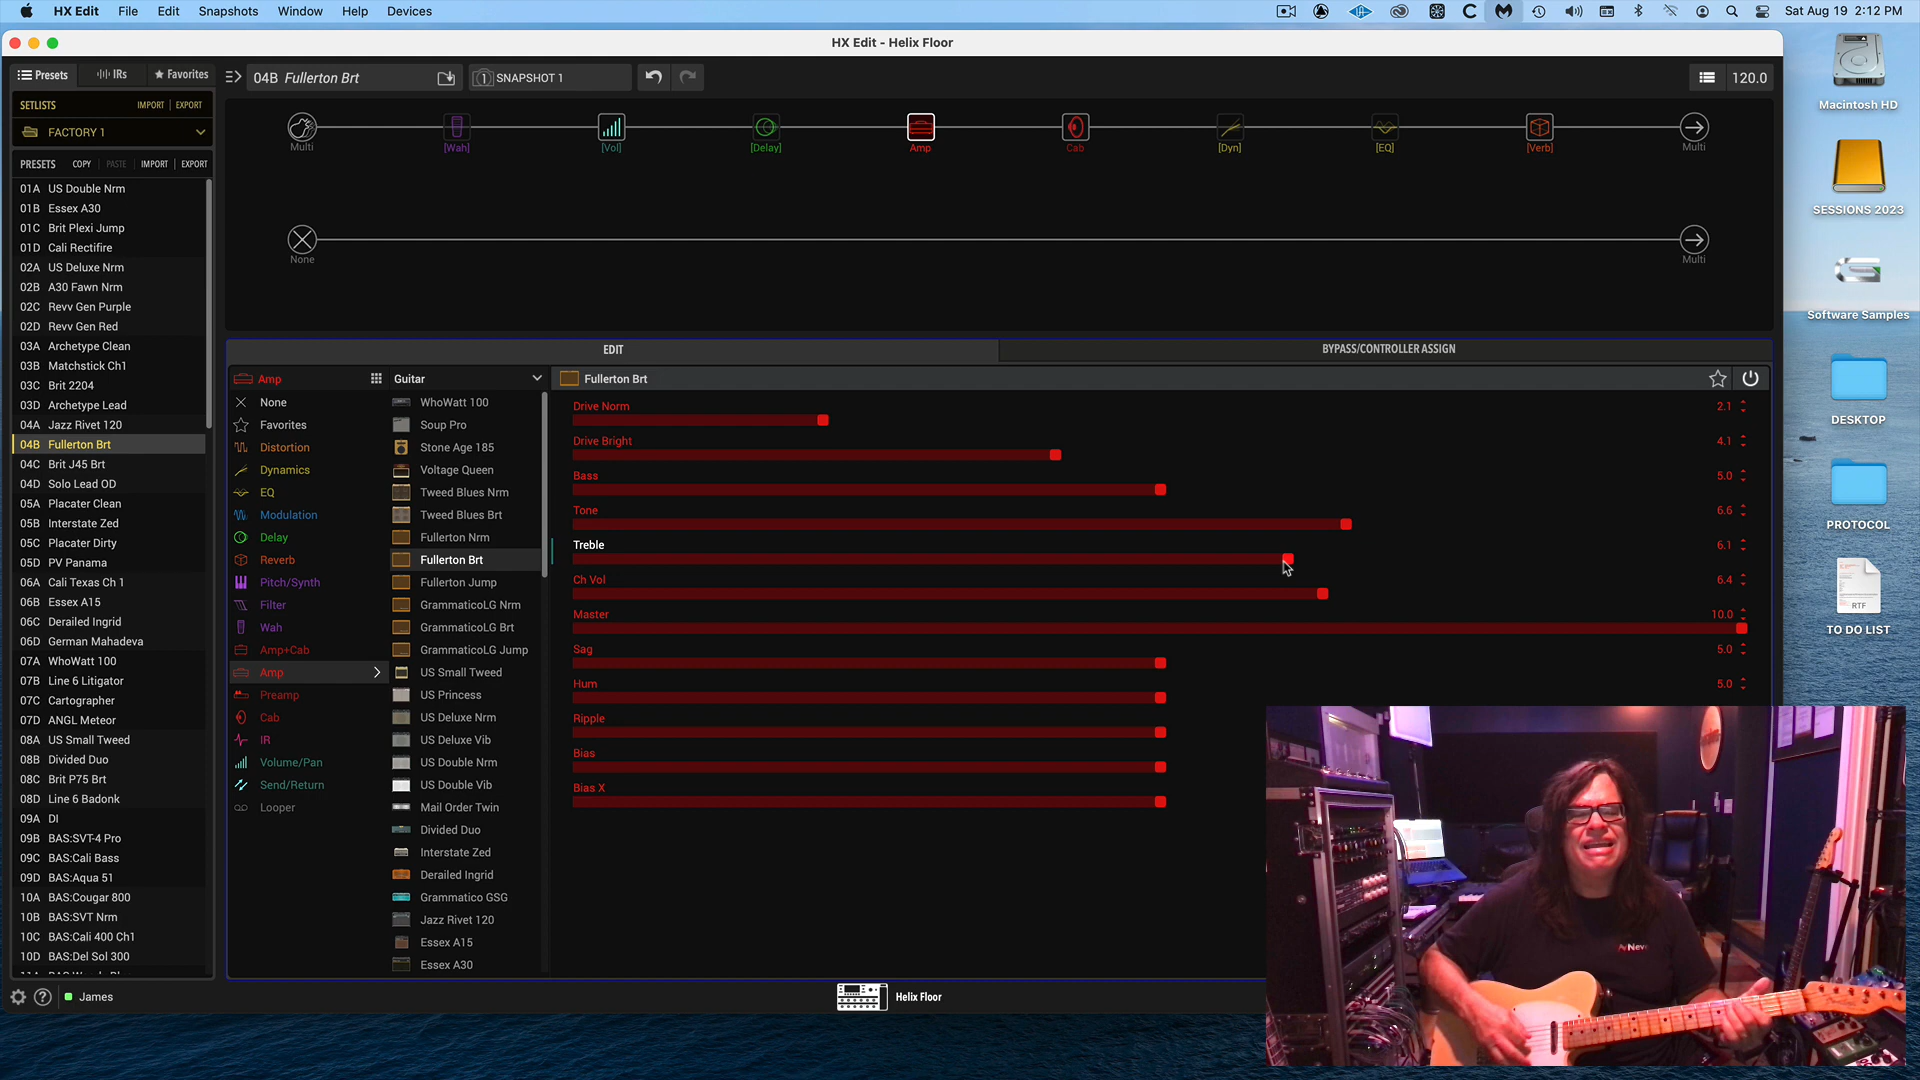 HX Edit File Edit Snapshots Window Help Devices
Sat Aug 19 2:12 PM
HX Edit - Helix Floor
Presets IRs Favorites
04B Fullerton Brt
1 SNAPSHOT 1
120.0
SETLISTS IMPORT | EXPORT
FACTORY 1
PRESETS COPY PASTE IMPORT | EXPORT
01A US Double Nrm
01B Essex A30
01C Brit Plexi Jump
01D Cali Rectifire
02A US Deluxe Nrm
02B A30 Fawn Nrm
02C Revv Gen Purple
02D Revv Gen Red
03A Archetype Clean
03B Matchstick Ch1
03C Brit 2204
03D Archetype Lead
04A Jazz Rivet 120
04B Fullerton Brt
04C Brit J45 Brt
04D Solo Lead OD
05A Placater Clean
05B Interstate Zed
05C Placater Dirty
05D PV Panama
06A Cali Texas Ch 1
06B Essex A15
06C Derailed Ingrid
06D German Mahadeva
07A WhoWatt 100
07B Line 6 Litigator
07C Cartographer
07D ANGL Meteor
08A US Small Tweed
08B Divided Duo
08C Brit P75 Brt
08D Line 6 Badonk
09A DI
09B BAS:SVT-4 Pro
09C BAS:Cali Bass
09D BAS:Aqua 51
10A BAS:Cougar 800
10B BAS:SVT Nrm
10C BAS:Cali 400 Ch1
10D BAS:Del Sol 300
James
Multi [Wah] [Vol] [Delay] Amp Cab [Dyn] [EQ] [Verb] Multi
None Multi
EDIT
BYPASS/CONTROLLER ASSIGN
Amp
None
Favorites
Distortion
Dynamics
EQ
Modulation
Delay
Reverb
Pitch/Synth
Filter
Wah
Amp+Cab
Amp
Preamp
Cab
IR
Volume/Pan
Send/Return
Looper
Guitar
WhoWatt 100
Soup Pro
Stone Age 185
Voltage Queen
Tweed Blues Nrm
Tweed Blues Brt
Fullerton Nrm
Fullerton Brt
Fullerton Jump
GrammaticoLG Nrm
GrammaticoLG Brt
GrammaticoLG Jump
US Small Tweed
US Princess
US Deluxe Nrm
US Deluxe Vib
US Double Nrm
US Double Vib
Mail Order Twin
Divided Duo
Interstate Zed
Derailed Ingrid
Grammatico GSG
Jazz Rivet 120
Essex A15
Essex A30
Fullerton Brt
Drive Norm 2.1
Drive Bright 4.1
Bass 5.0
Tone 6.6
Treble 6.1
Ch Vol 6.4
Master 10.0
Sag 5.0
Hum 5.0
Ripple
Bias
Bias X
Helix Floor
Macintosh HD
SESSIONS 2023
Software Samples
DESKTOP
PROTOCOL
RTF
TO DO LIST